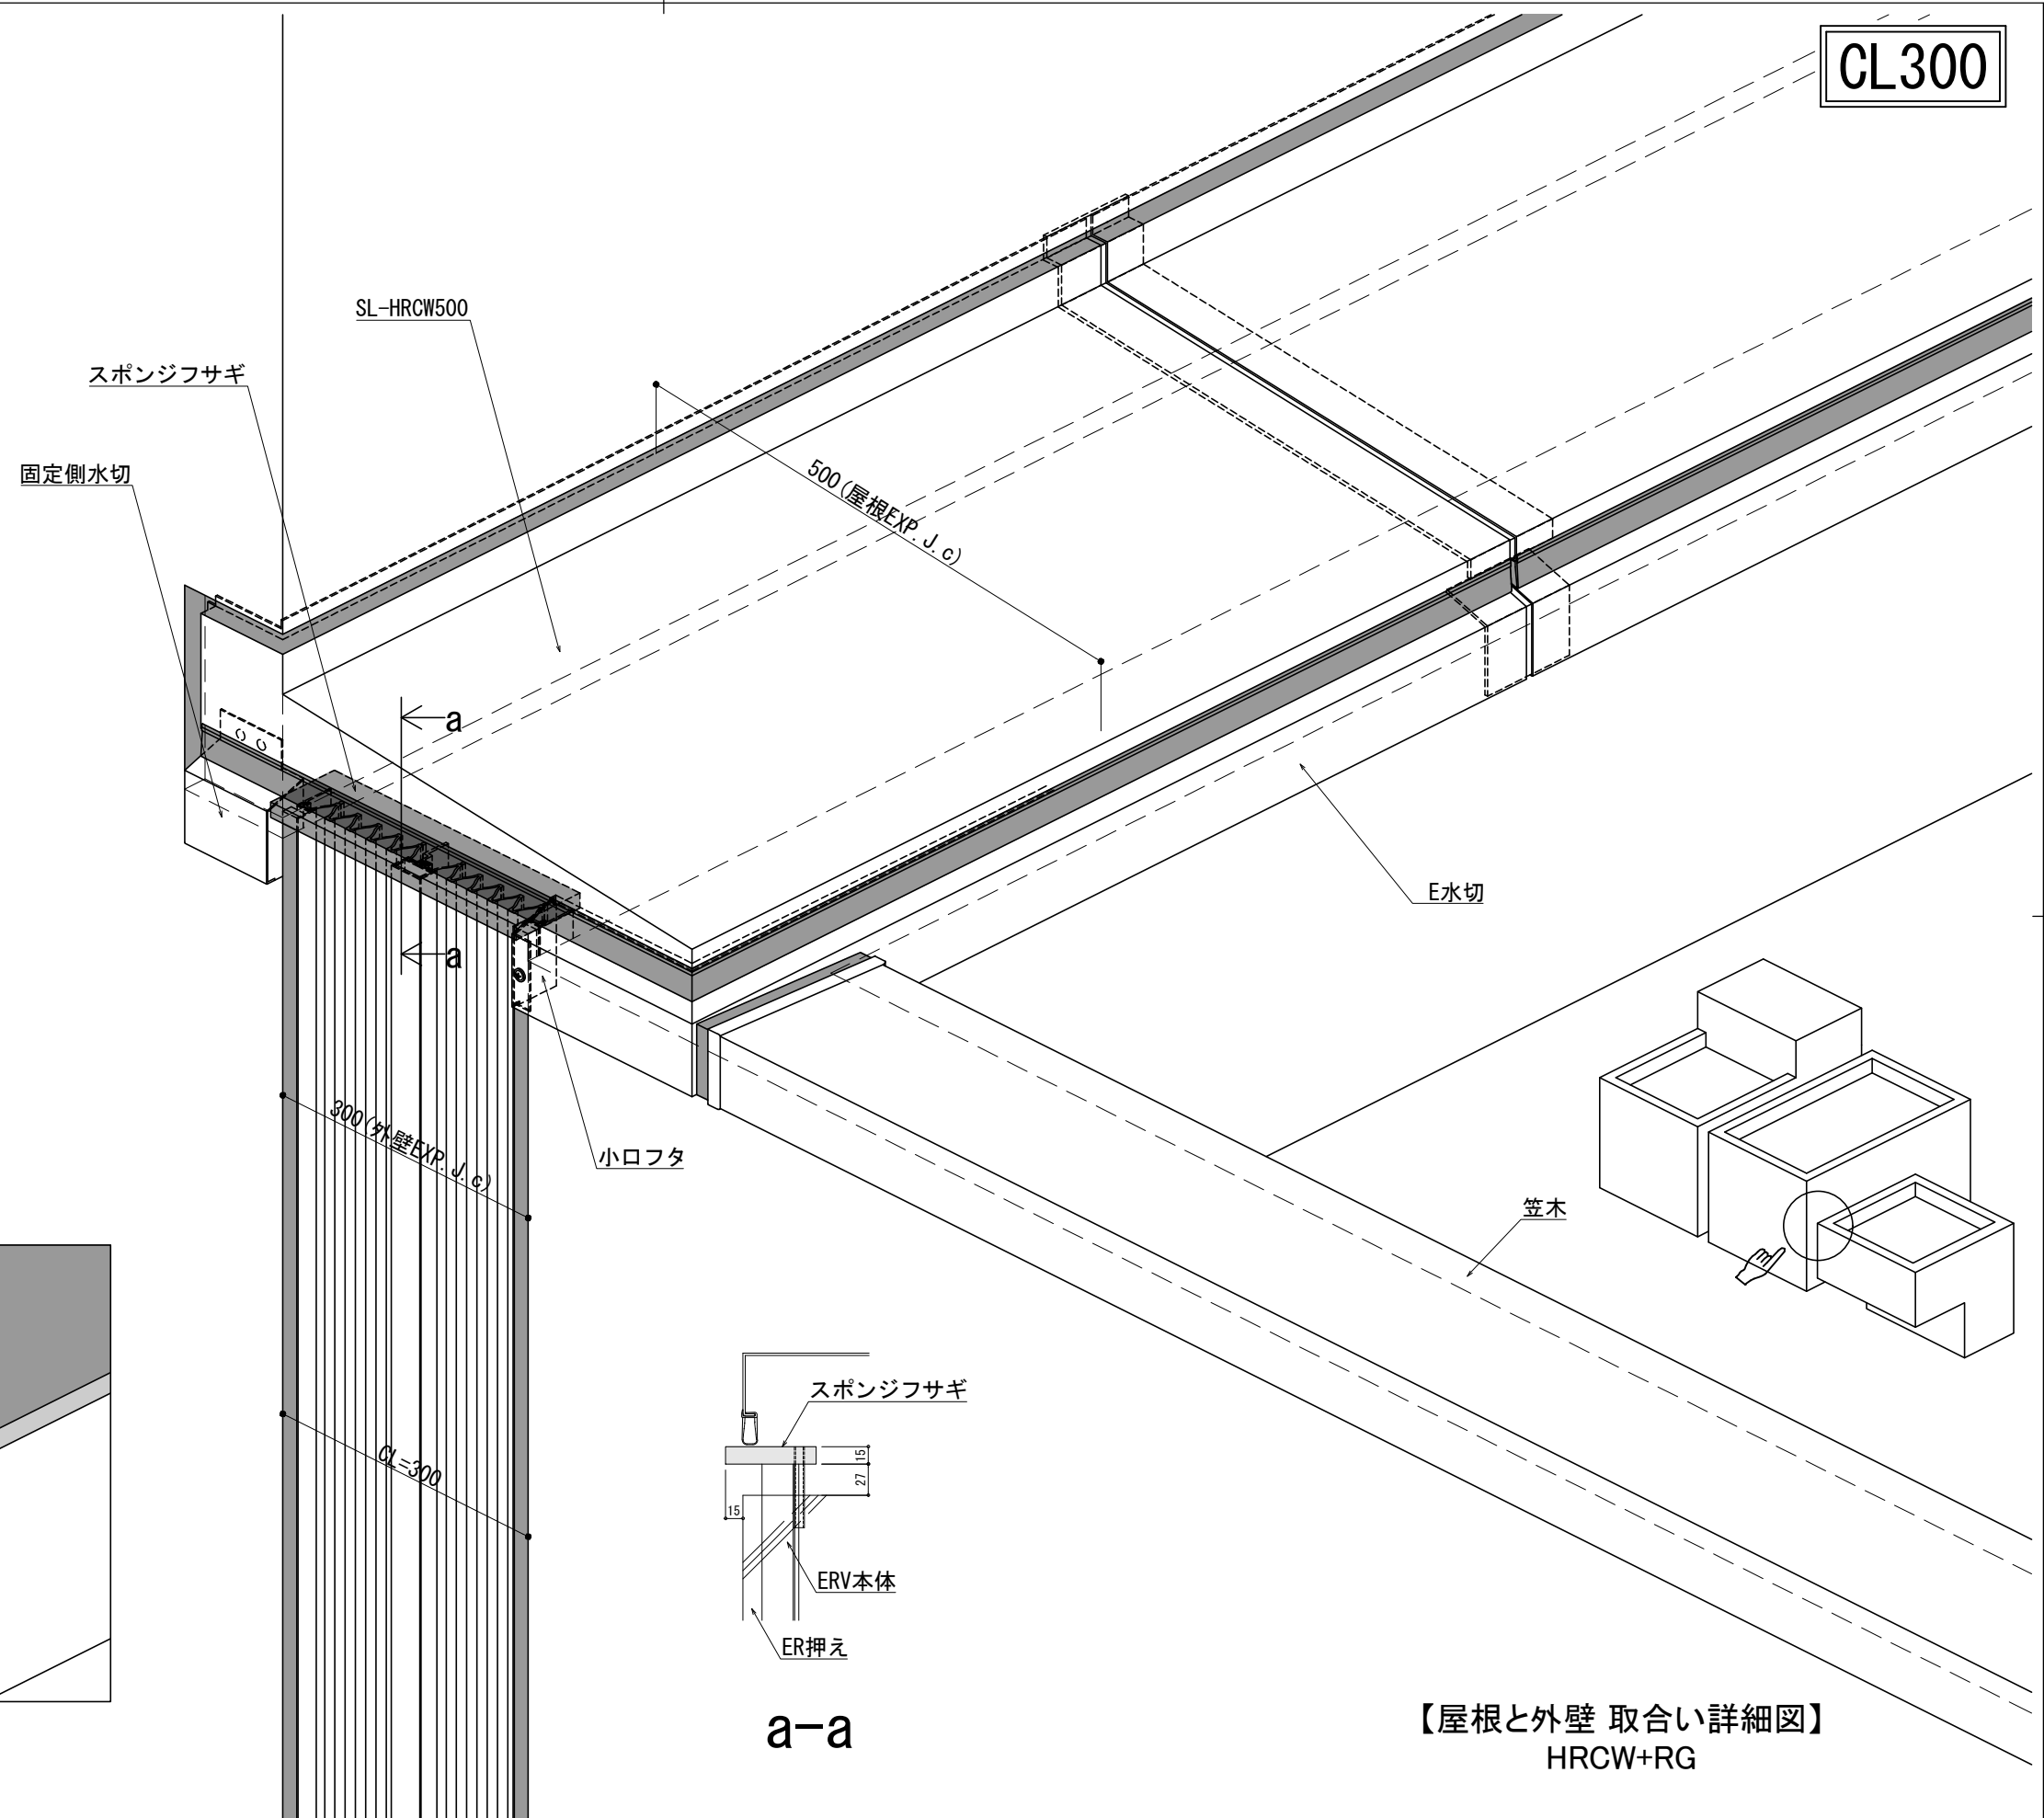 CL300
SL-HRCW500
スポンジフサギ
固定側水切
500(屋根EXP.J.c)
a
a
E水切
300(外壁EXP.J.c)
小口フタ
笠木
CL=300
スポンジフサギ
15
27
15
ERV本体
ER押え
a-a
【屋根と外壁 取合い詳細図】
HRCW+RG